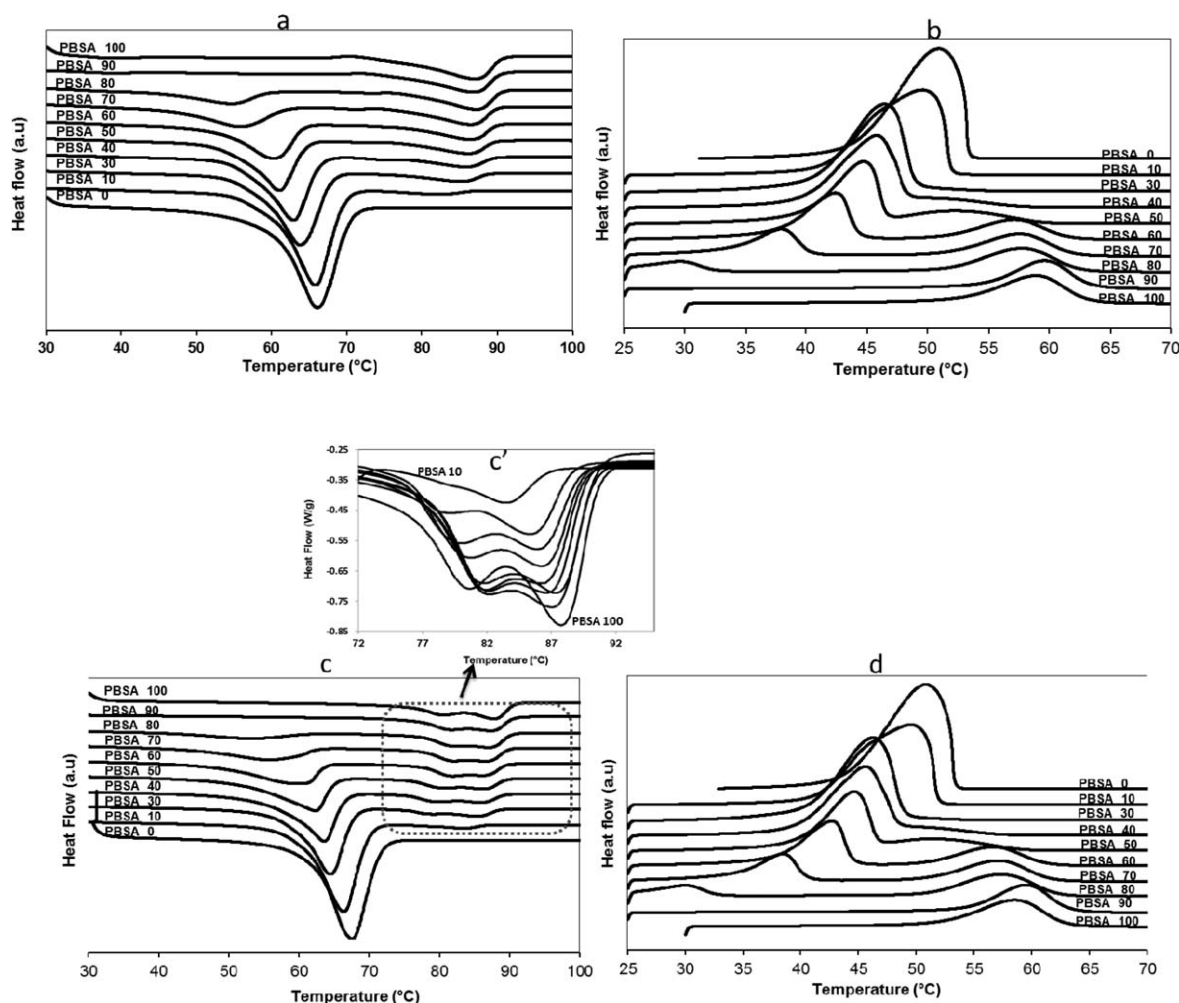 a
PBSA 100
PBSA 90
PBSA 80
PBSA 70
PBSA 60
PBSA 50
PBSA 40
PBSA 30
PBSA 10
PBSA 0
Heat flow (a.u)
30 40 50 60 70 80 90 100
Temperature (°C)
b
PBSA 0
PBSA 10
PBSA 30
PBSA 40
PBSA 50
PBSA 60
PBSA 70
PBSA 80
PBSA 90
PBSA 100
Heat flow (a.u)
25 30 35 40 45 50 55 60 65 70
Temperature (°C)
c'
-0.25
-0.35
-0.45
-0.55
-0.65
-0.75
-0.85
Heat Flow (W/g)
PBSA 10
PBSA 100
72 77 82 87 92
Temperature (°C)
c
PBSA 100
PBSA 90
PBSA 80
PBSA 70
PBSA 60
PBSA 50
PBSA 40
PBSA 30
PBSA 10
PBSA 0
Heat Flow (a.u)
30 40 50 60 70 80 90 100
Temperature (°C)
d
PBSA 0
PBSA 10
PBSA 30
PBSA 40
PBSA 50
PBSA 60
PBSA 70
PBSA 80
PBSA 90
PBSA 100
Heat flow (a.u)
25 30 35 40 45 50 55 60 65 70
Temperature (°C)